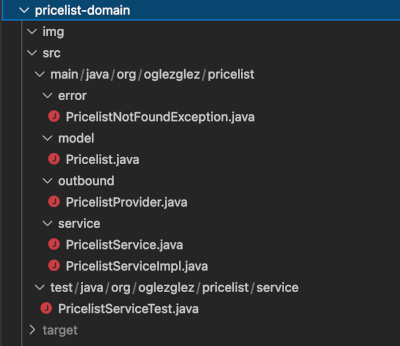 pricelist-domain
img
src
main/java/org/oglezglez/pricelist
error
J PricelistNotFoundException.java
model
J Pricelist.java
outbound
J PricelistProvider.java
service
J PricelistService.java
J PricelistServiceImpl.java
test/java/org/oglezglez/pricelist/service
J PricelistServiceTest.java
target